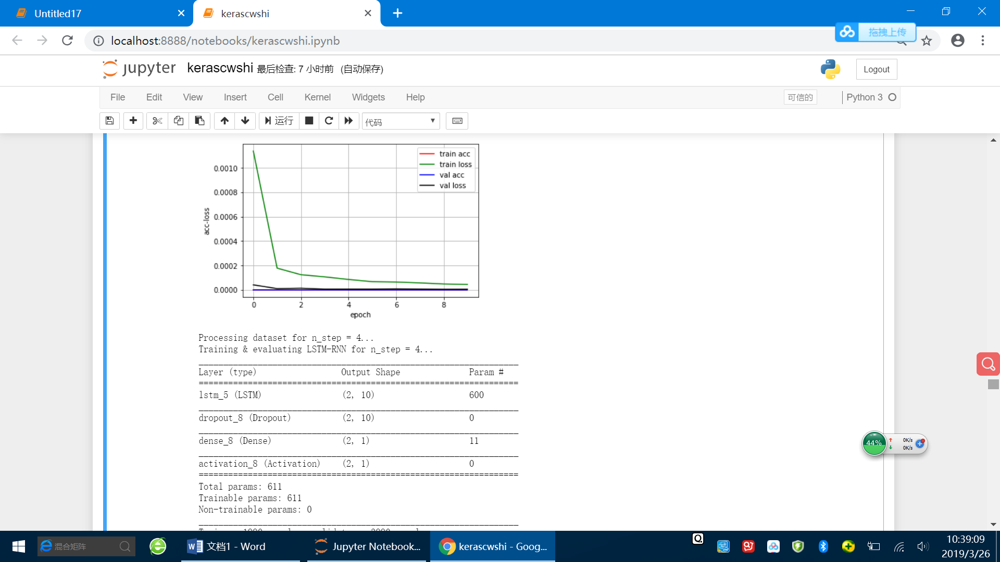 Untitled17
kerascwshi
localhost:8888/notebooks/kerascwshi.ipynb
拖拽上传
jupyter kerascwshi 最后检查: 7 小时前 (自动保存)
Logout
File Edit View Insert Cell Kernel Widgets Help
可信的
Python 3
运行
代码
train acc
train loss
val acc
val loss
0.0010
0.0008
0.0006
0.0004
0.0002
0.0000
acc-loss
0 2 4 6 8
epoch
Processing dataset for n_step = 4...
Training & evaluating LSTM-RNN for n_step = 4...
Layer (type) Output Shape Param #
lstm_5 (LSTM) (2, 10) 600
dropout_8 (Dropout) (2, 10) 0
dense_8 (Dense) (2, 1) 11
activation_8 (Activation) (2, 1) 0
Total params: 611
Trainable params: 611
Non-trainable params: 0
44%
0K/s
0K/s
混合矩阵
文档1 - Word
Jupyter Notebook...
kerascwshi - Goog...
10:39:09
2019/3/26